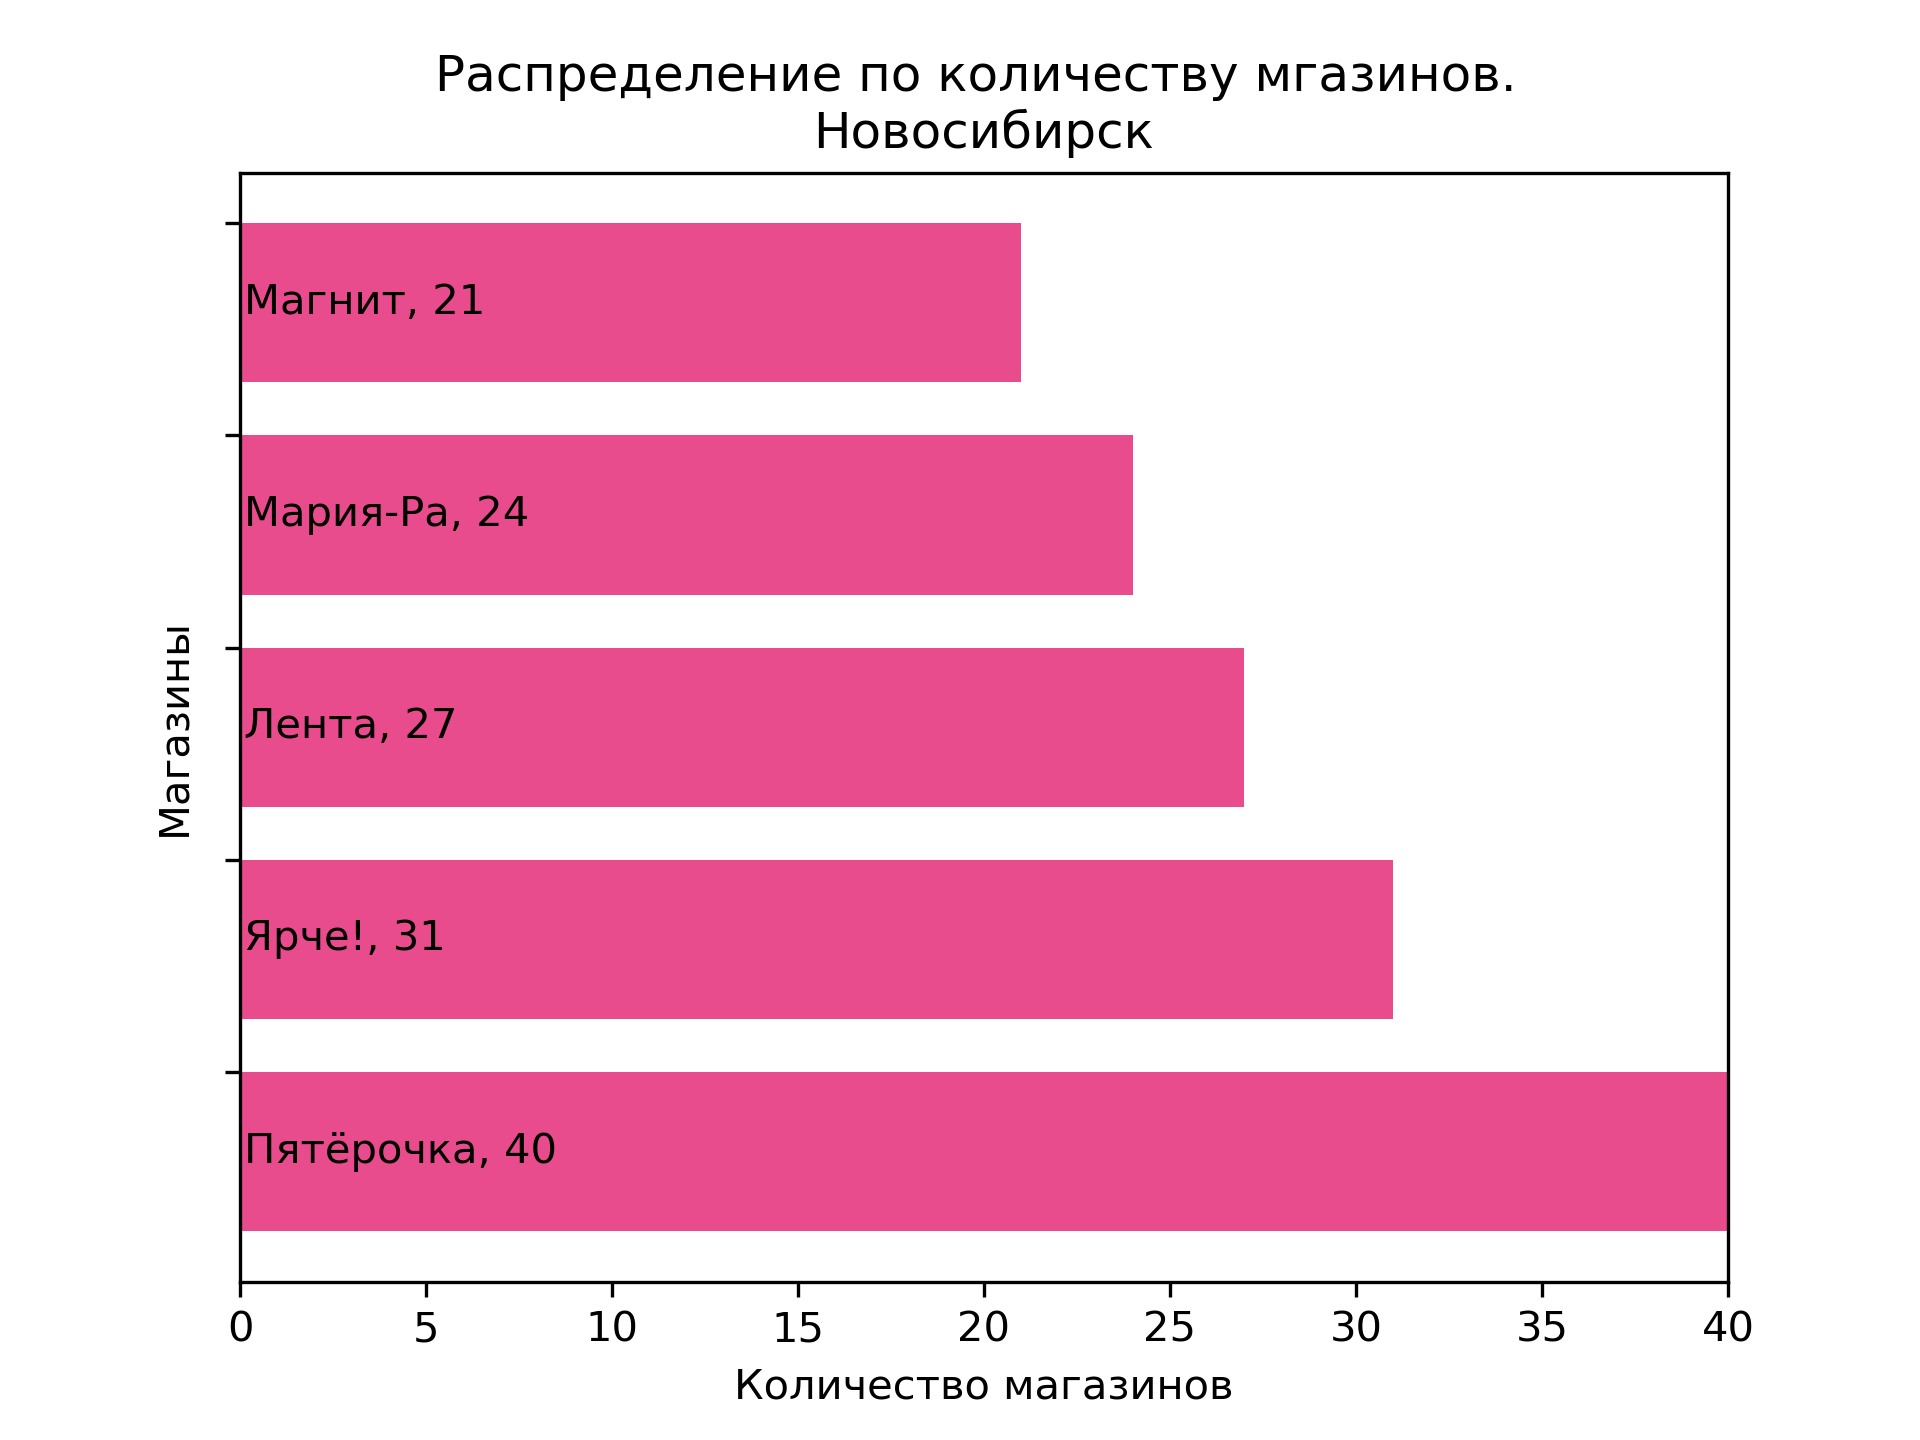 Распределение по количеству мгазинов.
Новосибирск
Магазины
Магнит, 21
Мария-Ра, 24
Лента, 27
Ярче!, 31
Пятёрочка, 40
0 5 10 15 20 25 30 35 40
Количество магазинов